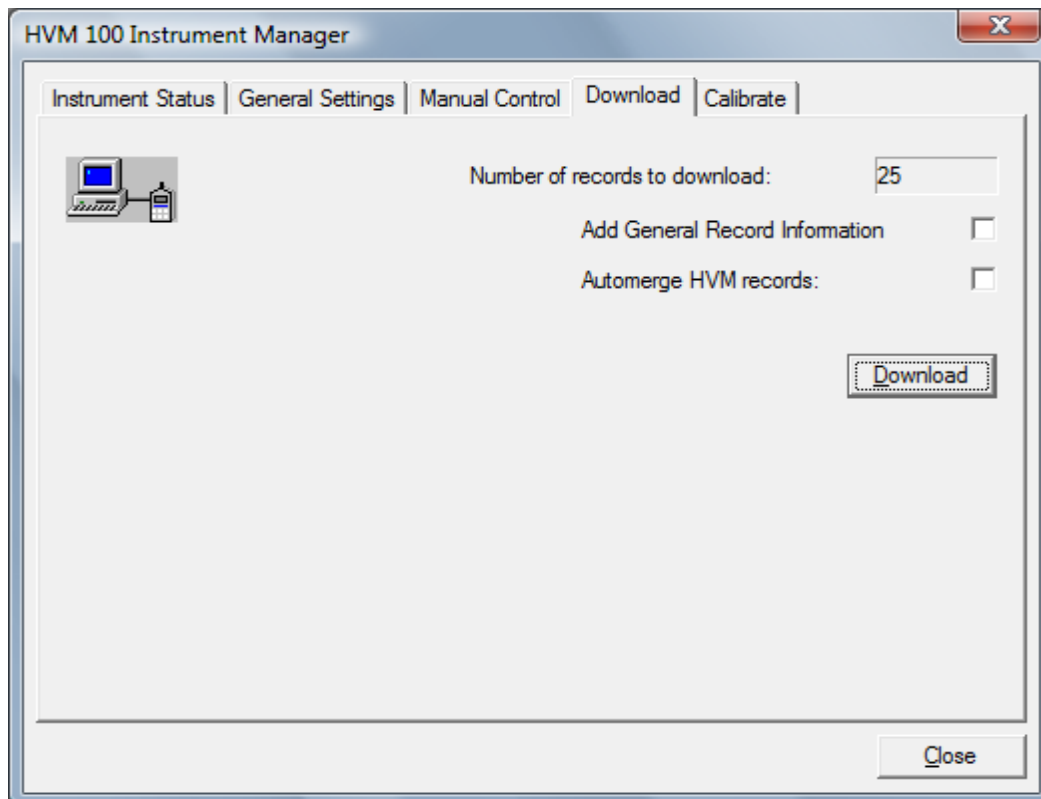 HVM 100 Instrument Manager
Instrument Status General Settings Manual Control Download Calibrate
Number of records to download: 25
Add General Record Information
Automerge HVM records:
Download
Close